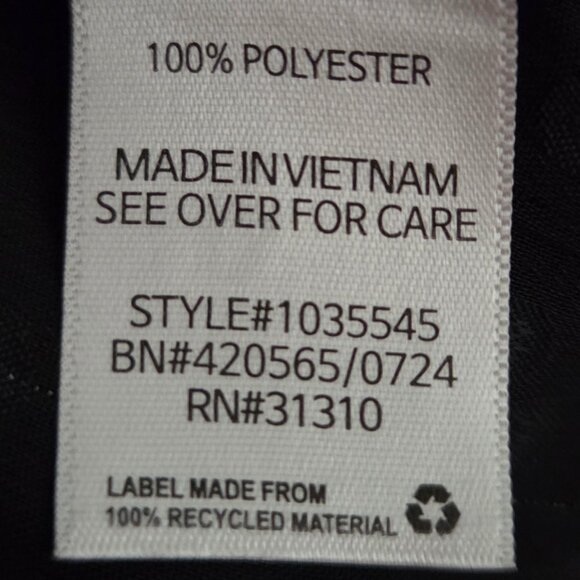 100% POLYESTER
MADE IN VIETNAM
SEE OVER FOR CARE
STYLE#1035545
BN#420565/0724
RN#31310
LABEL MADE FROM
100% RECYCLED MATERIAL